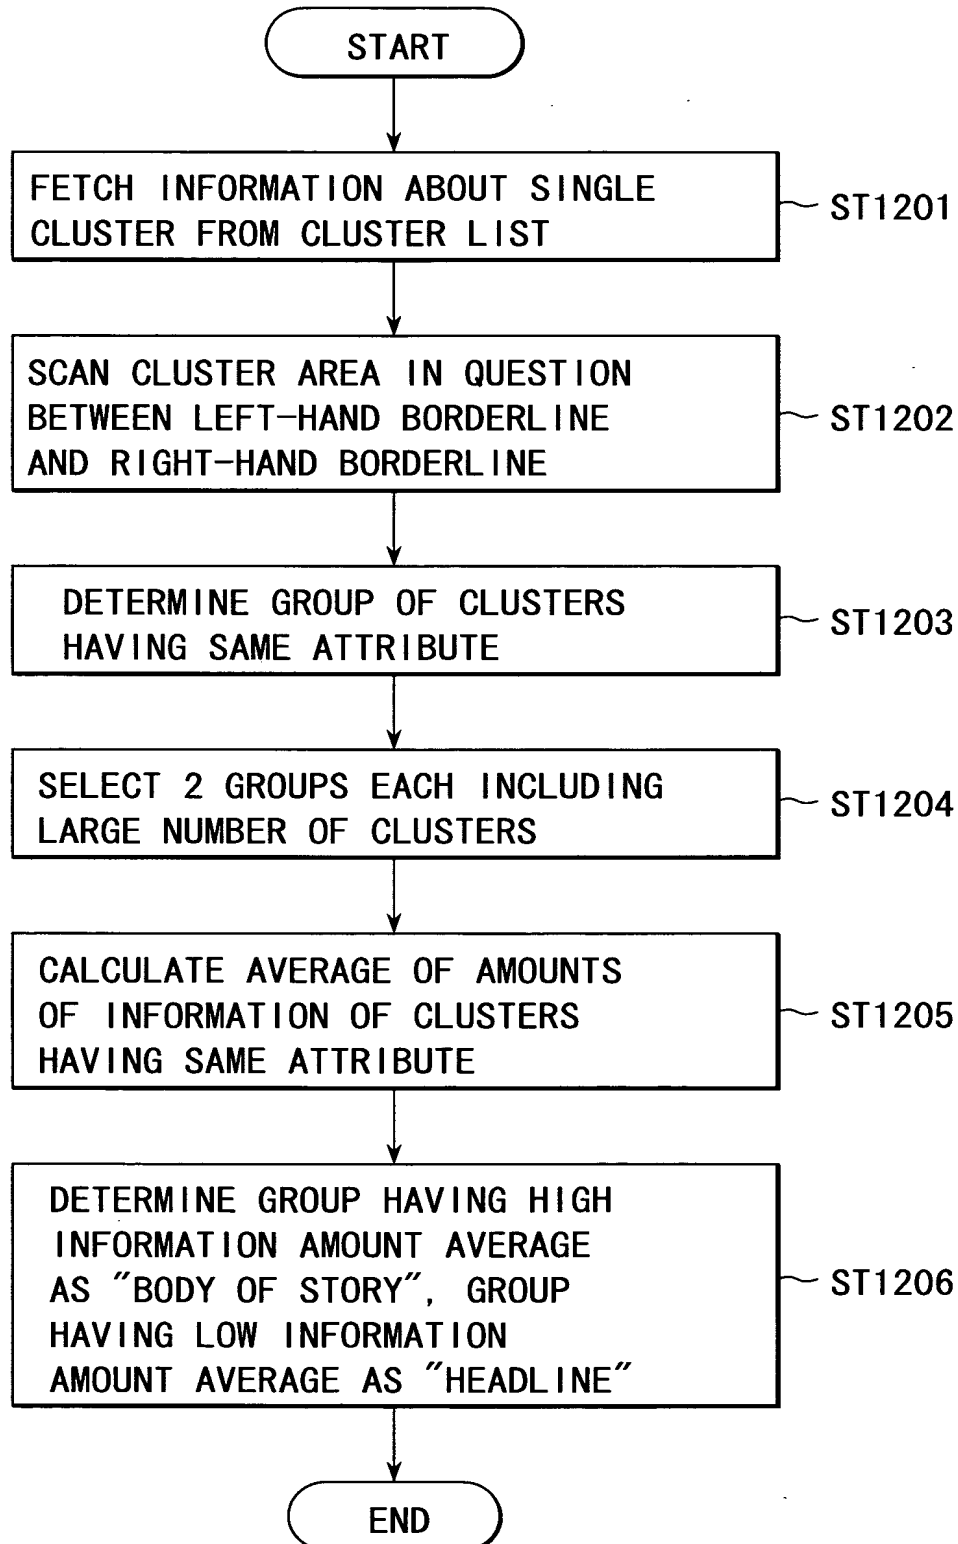 START
FETCH INFORMATION ABOUT SINGLE
CLUSTER FROM CLUSTER LIST
ST1201
SCAN CLUSTER AREA IN QUESTION
BETWEEN LEFT-HAND BORDERLINE
AND RIGHT-HAND BORDERLINE
ST1202
DETERMINE GROUP OF CLUSTERS
HAVING SAME ATTRIBUTE
ST1203
SELECT 2 GROUPS EACH INCLUDING
LARGE NUMBER OF CLUSTERS
ST1204
CALCULATE AVERAGE OF AMOUNTS
OF INFORMATION OF CLUSTERS
HAVING SAME ATTRIBUTE
ST1205
DETERMINE GROUP HAVING HIGH
INFORMATION AMOUNT AVERAGE
AS "BODY OF STORY", GROUP
HAVING LOW INFORMATION
AMOUNT AVERAGE AS "HEADLINE"
ST1206
END